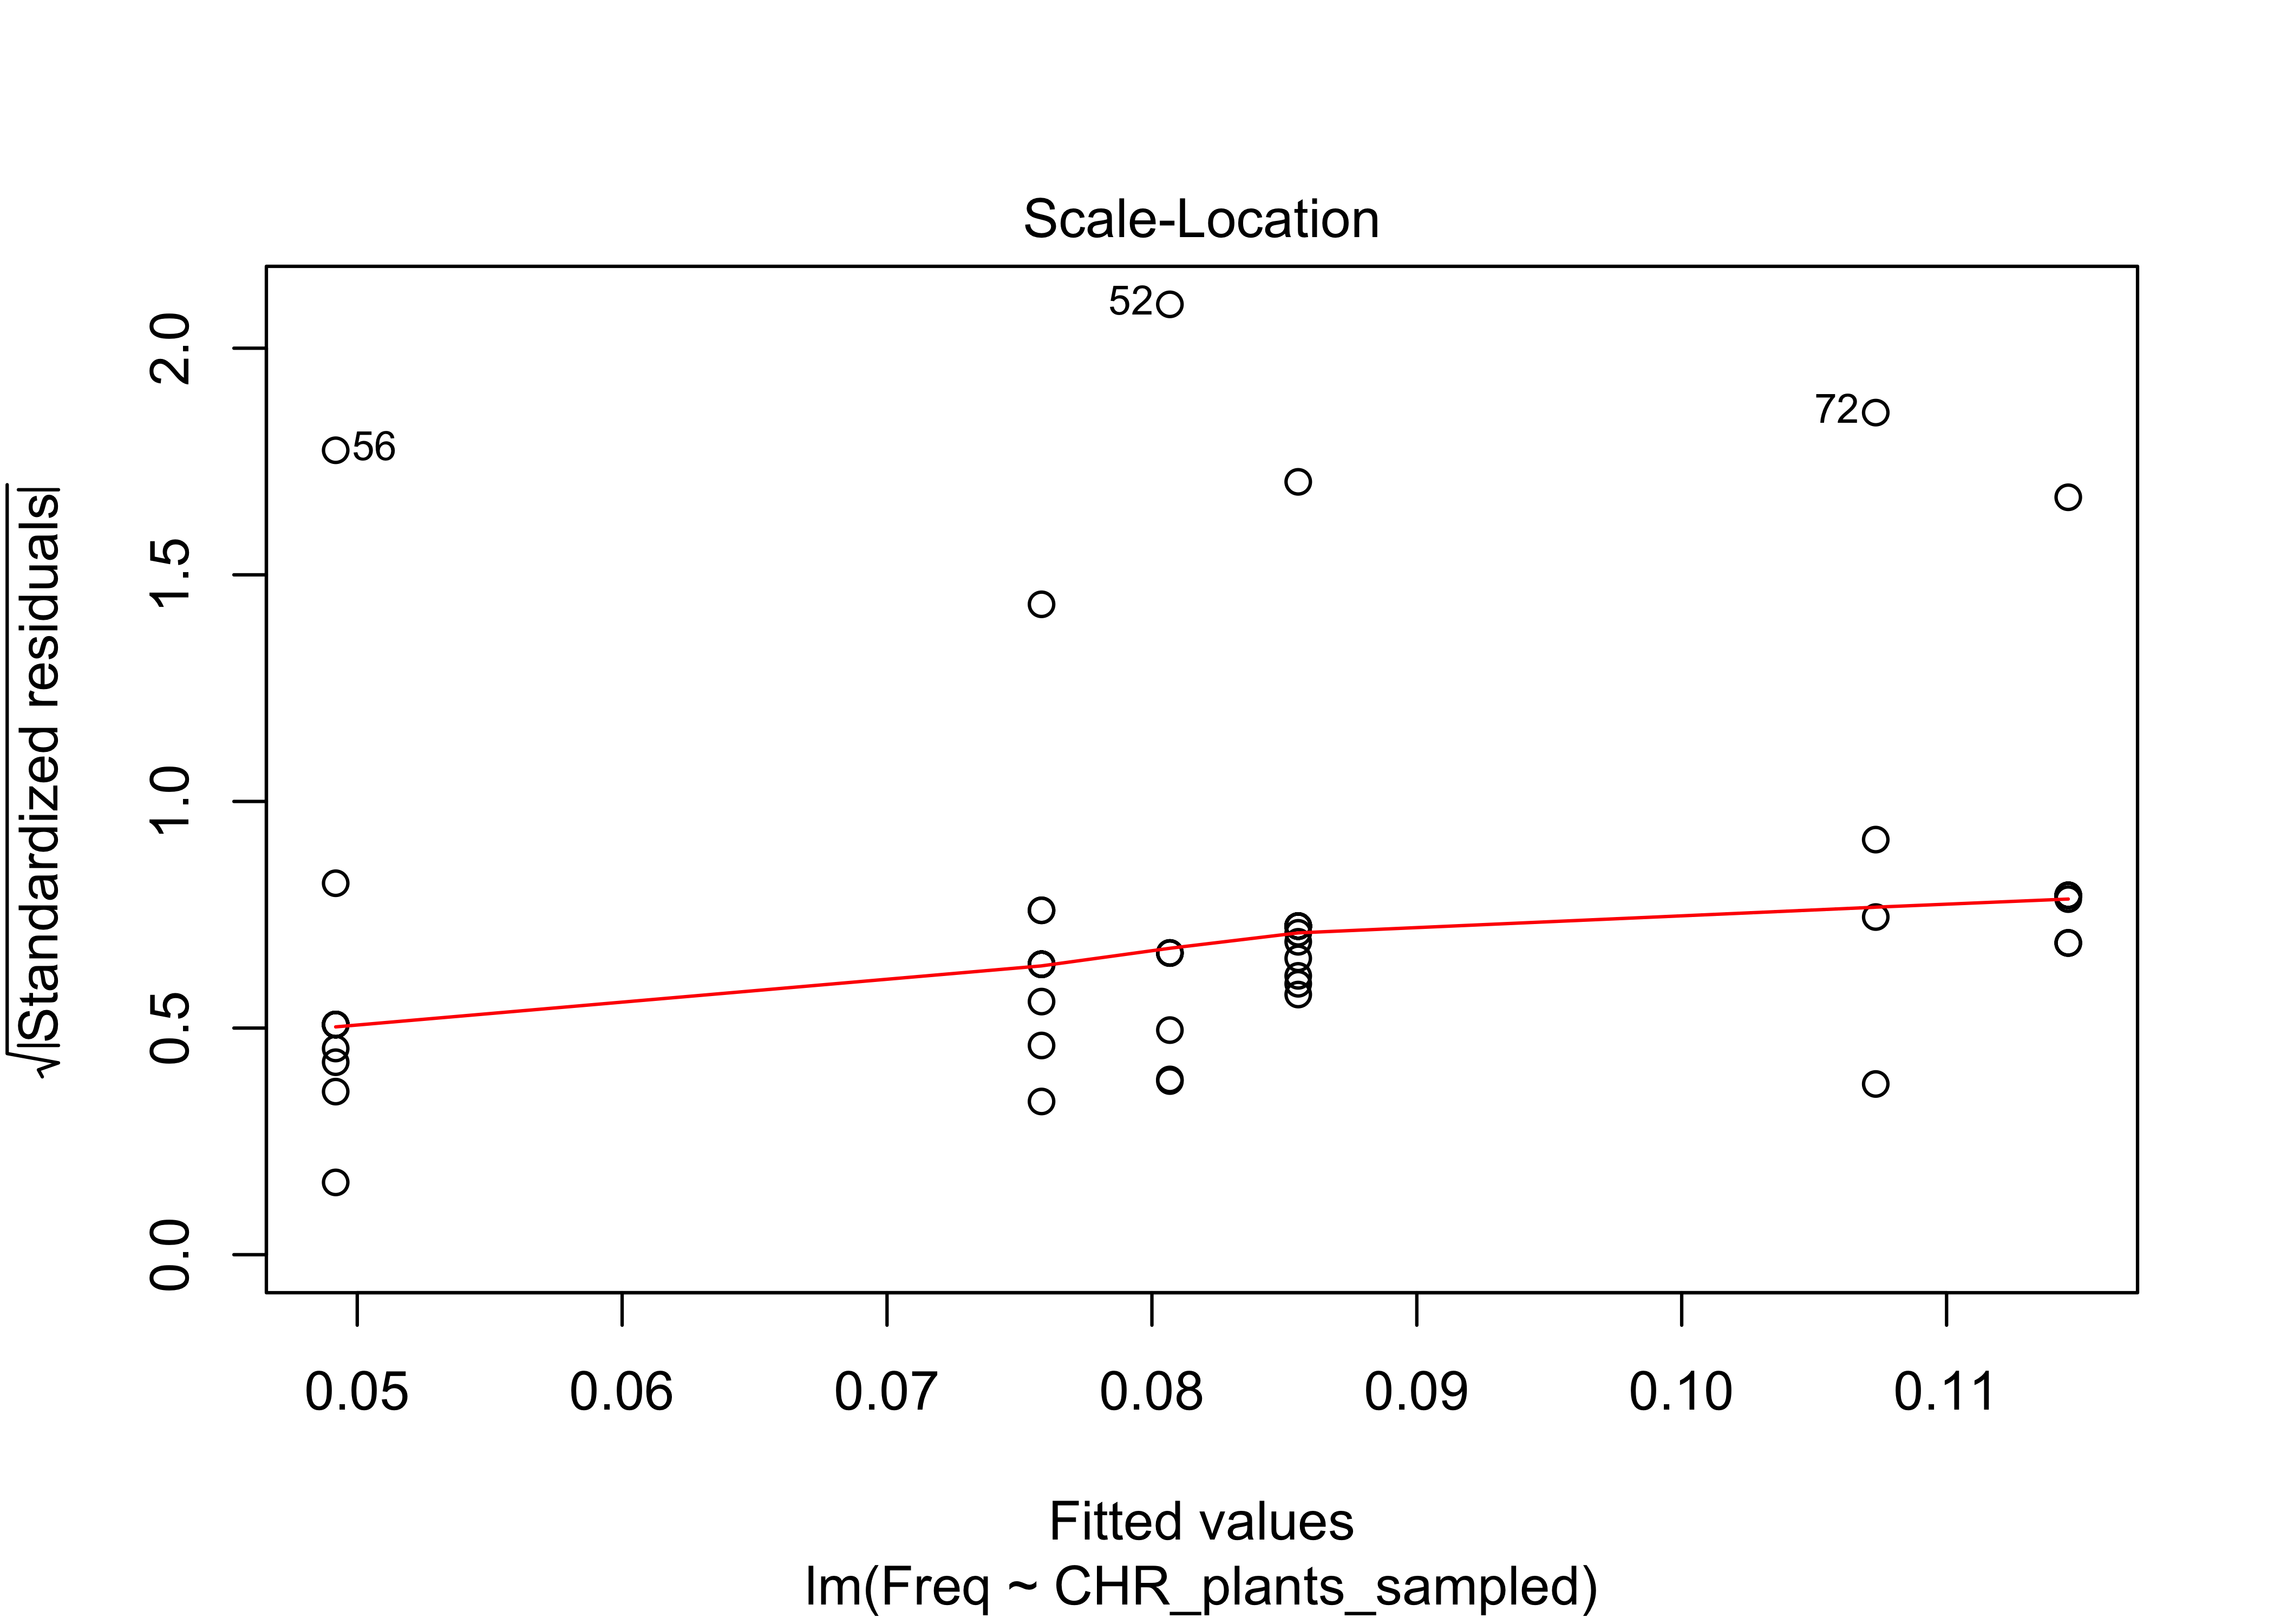 Scale-Location
√|Standardized residuals|
2.0
1.5
1.0
0.5
0.0
52
72
56
0.05 0.06 0.07 0.08 0.09 0.10 0.11
Fitted values
lm(Freq ~ CHR_plants_sampled)